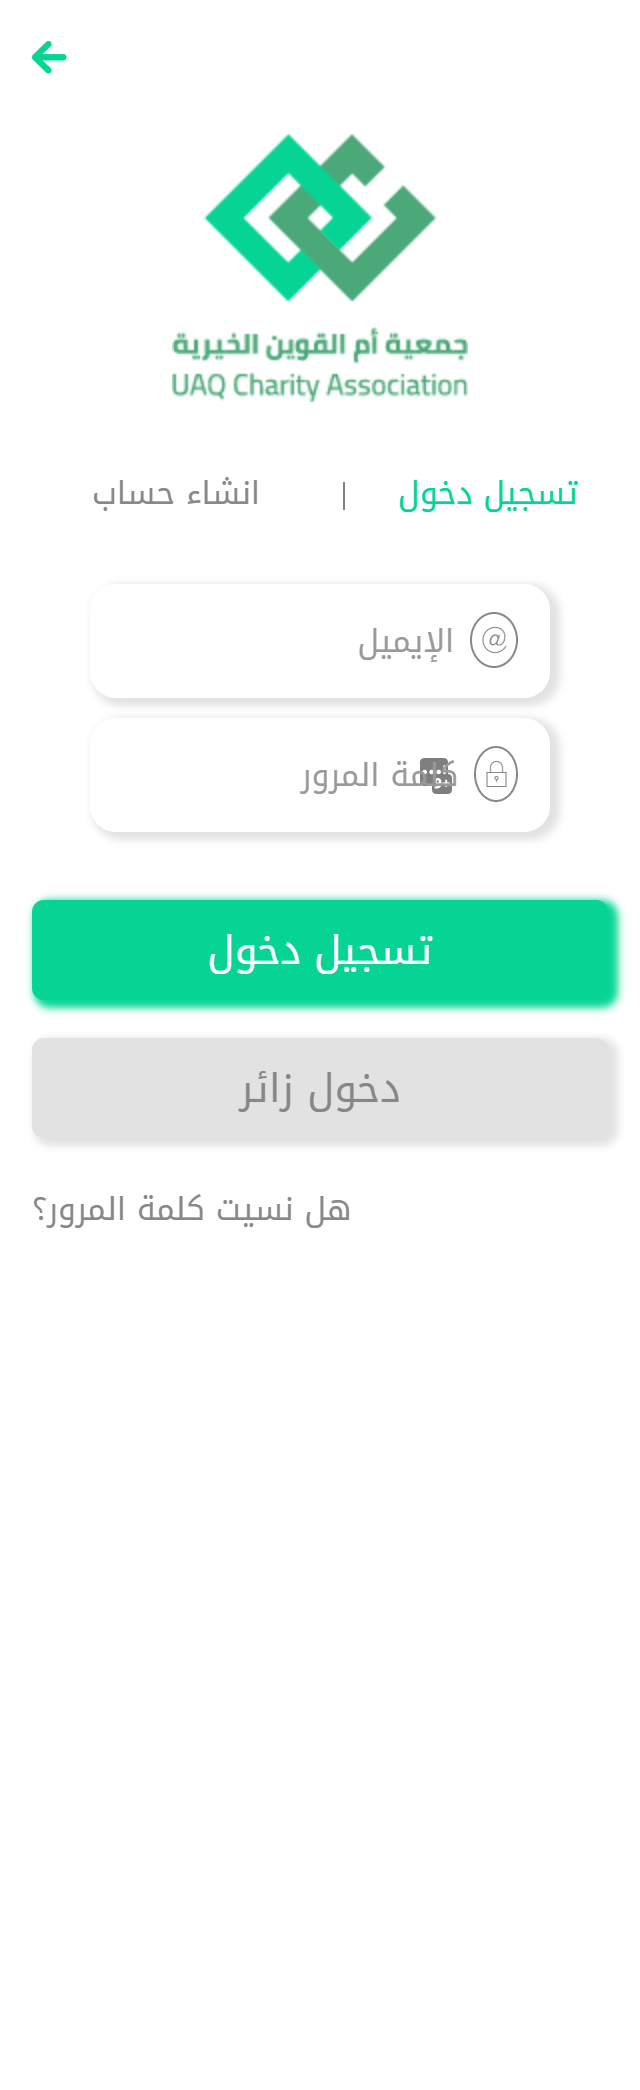 جمعية أم القوين الخيرية
UAQ Charity Association
تسجيل دخول | انشاء حساب
@ الإيميل
كلمة المرور
تسجيل دخول
دخول زائر
هل نسيت كلمة المرور؟